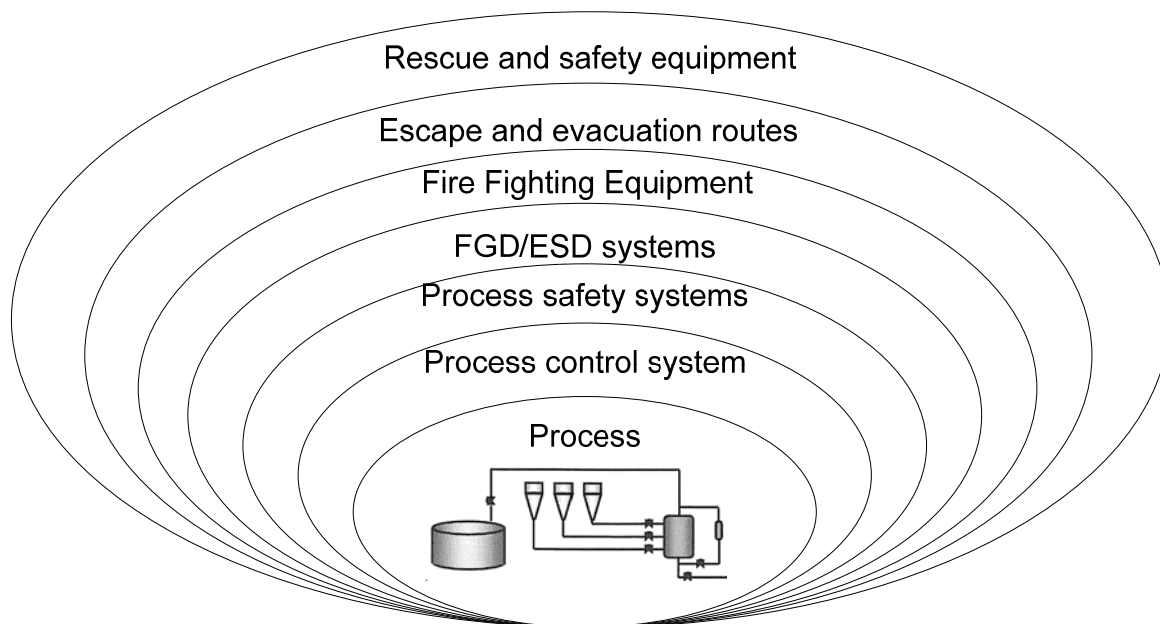 Rescue and safety equipment
Escape and evacuation routes
Fire Fighting Equipment
FGD/ESD systems
Process safety systems
Process control system
Process